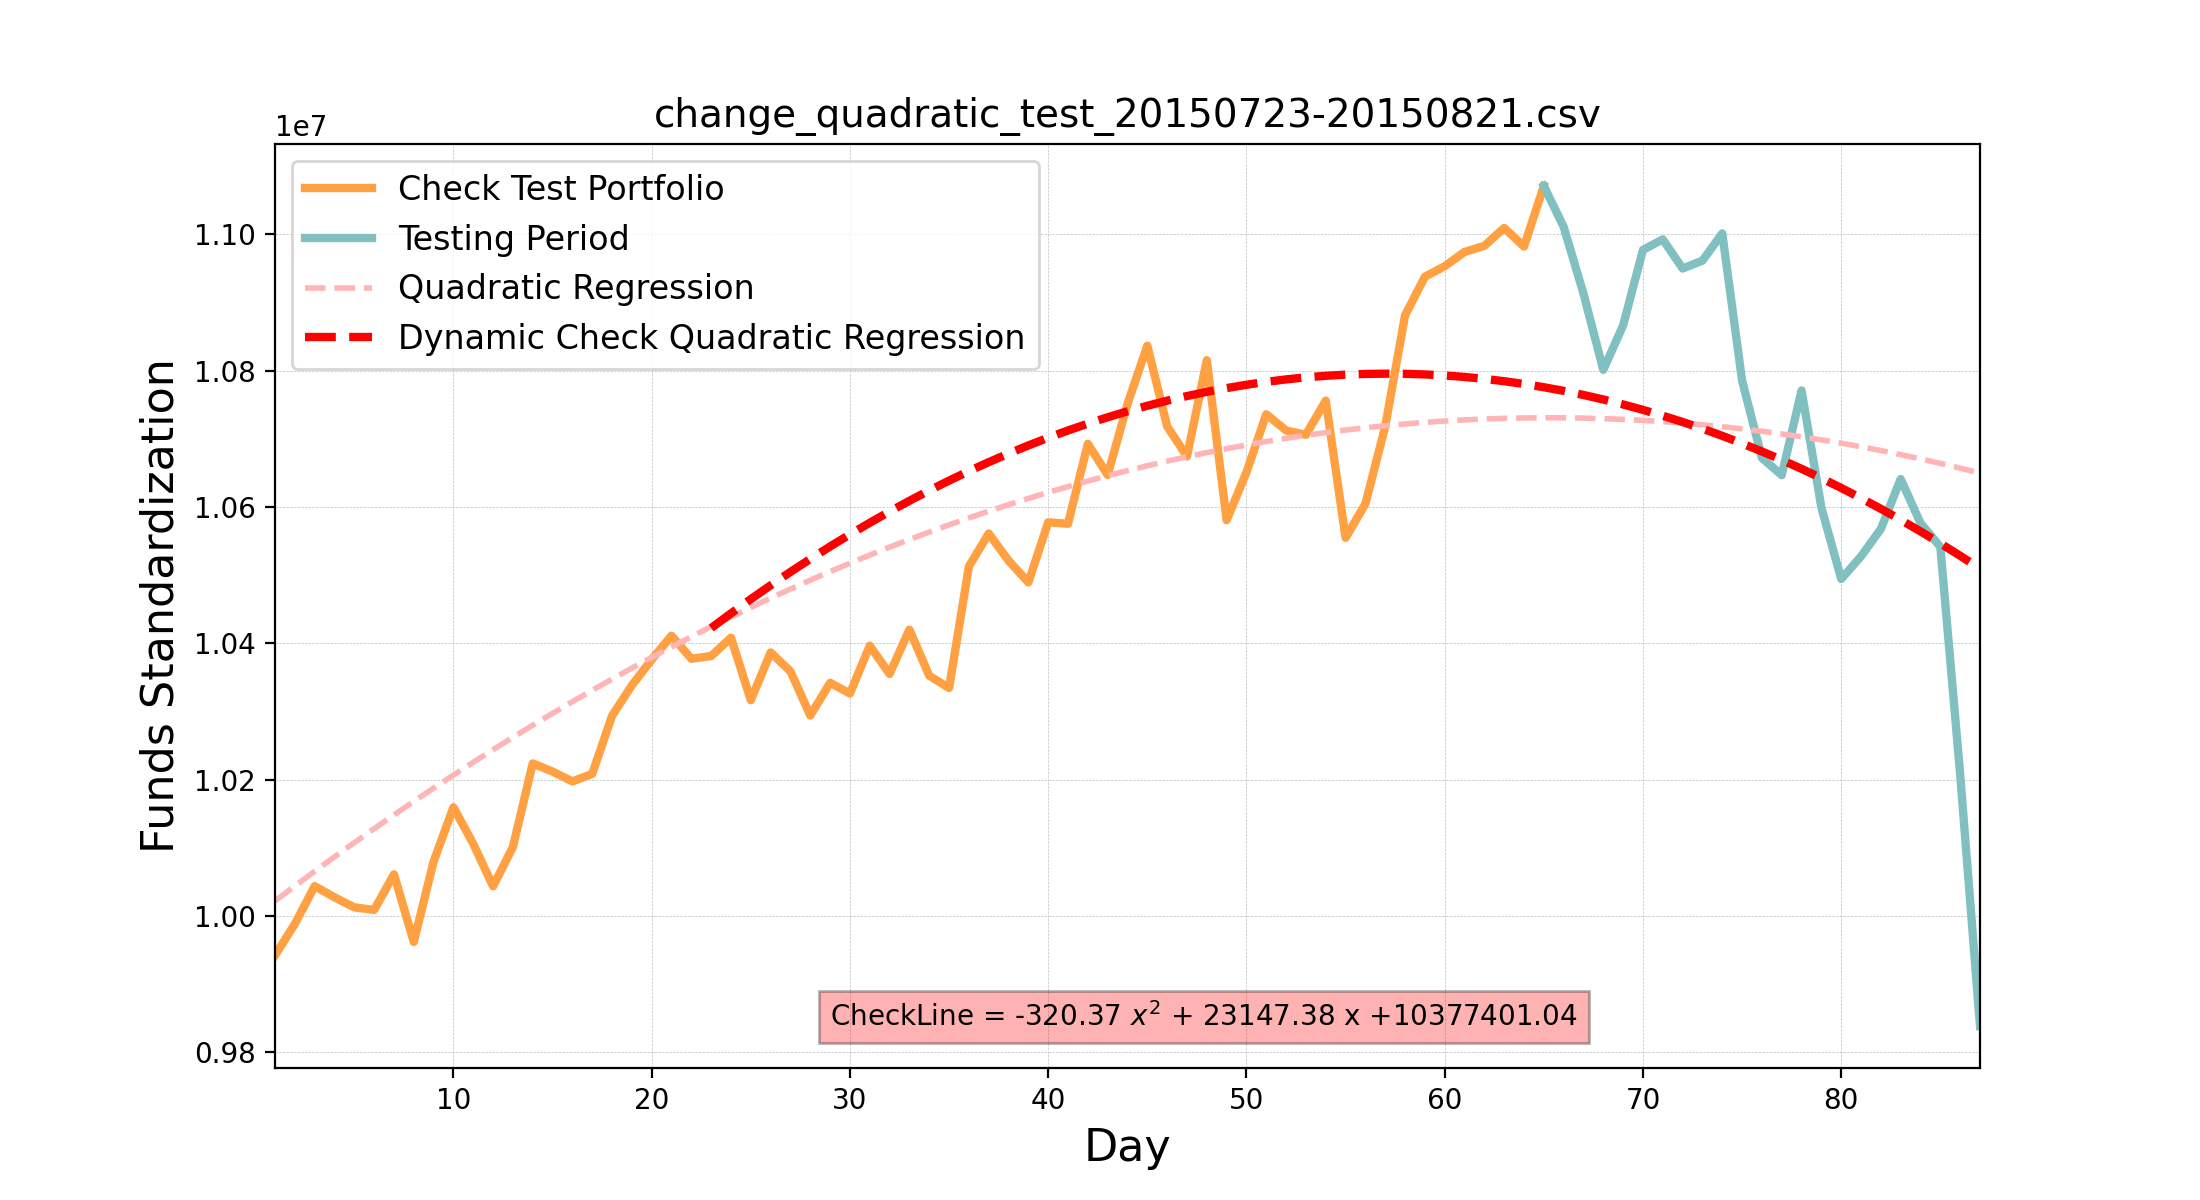 change_quadratic_test_20150723-20150821.csv
1e7
Check Test Portfolio
Testing Period
Quadratic Regression
Dynamic Check Quadratic Regression
Funds Standardization
1.10
1.08
1.06
1.04
1.02
1.00
0.98
CheckLine = -320.37 x² + 23147.38 x +10377401.04
10 20 30 40 50 60 70 80
Day